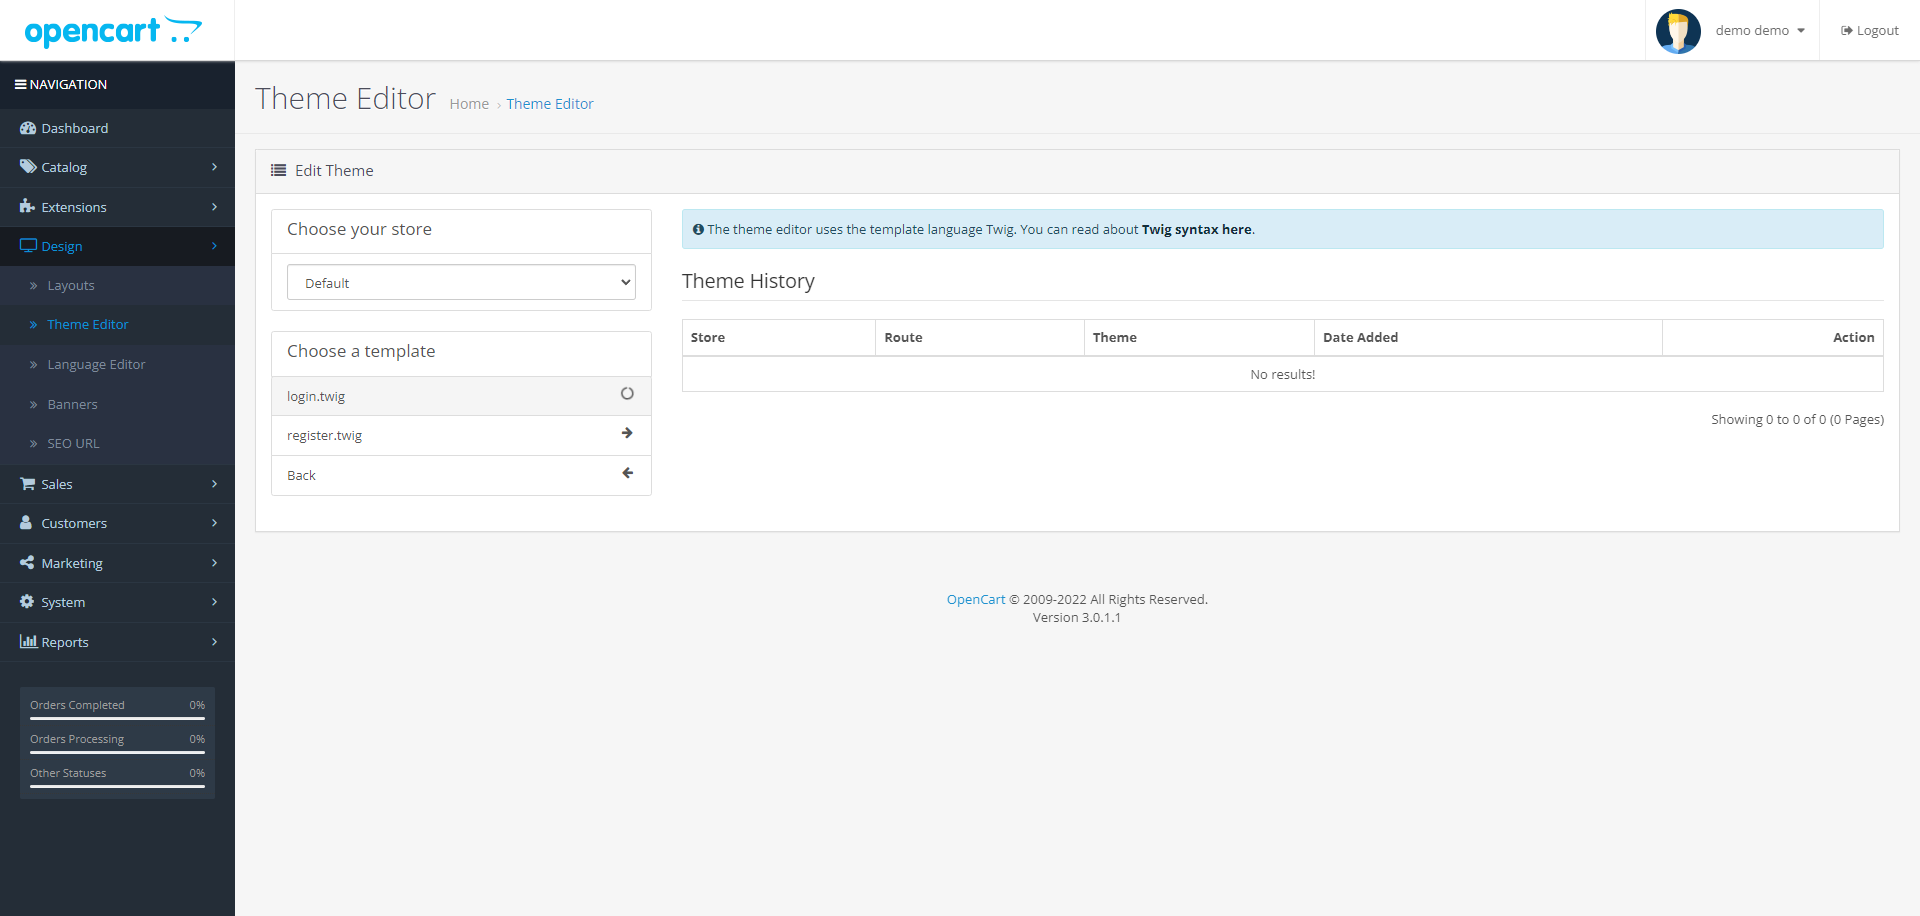 opencart
demo demo
Logout
NAVIGATION
Dashboard
Catalog
Extensions
Design
Layouts
Theme Editor
Language Editor
Banners
SEO URL
Sales
Customers
Marketing
System
Reports
Orders Completed 0%
Orders Processing 0%
Other Statuses 0%
Theme Editor
Home › Theme Editor
Edit Theme
Choose your store
Default
Choose a template
login.twig
register.twig
Back
The theme editor uses the template language Twig. You can read about Twig syntax here.
Theme History
Store Route Theme Date Added Action
No results!
Showing 0 to 0 of 0 (0 Pages)
OpenCart © 2009-2022 All Rights Reserved.
Version 3.0.1.1